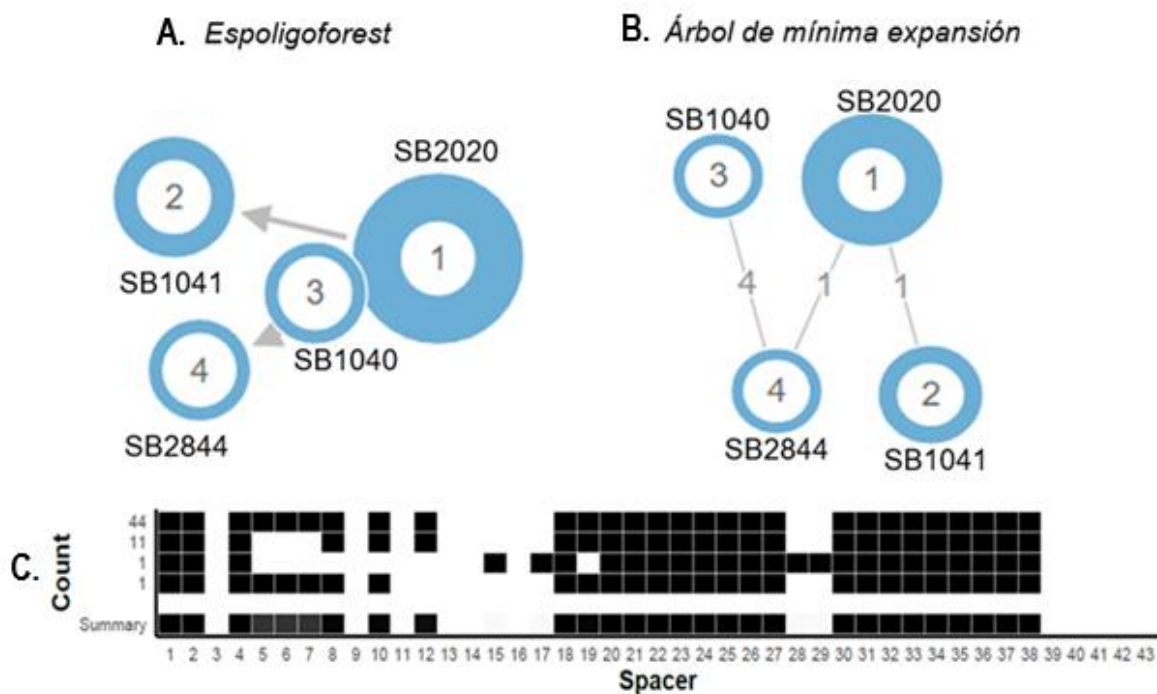 A. Espoligoforest
B. Árbol de mínima expansión
SB2020
2
1
SB1041
3
SB1040
4
SB2844
SB2020
SB1040
3
1
4
1
1
4
2
SB2844
SB1041
C.
Count
44
11
1
1
Summary
1 2 3 4 5 6 7 8 9 10 11 12 13 14 15 16 17 18 19 20 21 22 23 24 25 26 27 28 29 30 31 32 33 34 35 36 37 38 39 40 41 42 43
Spacer